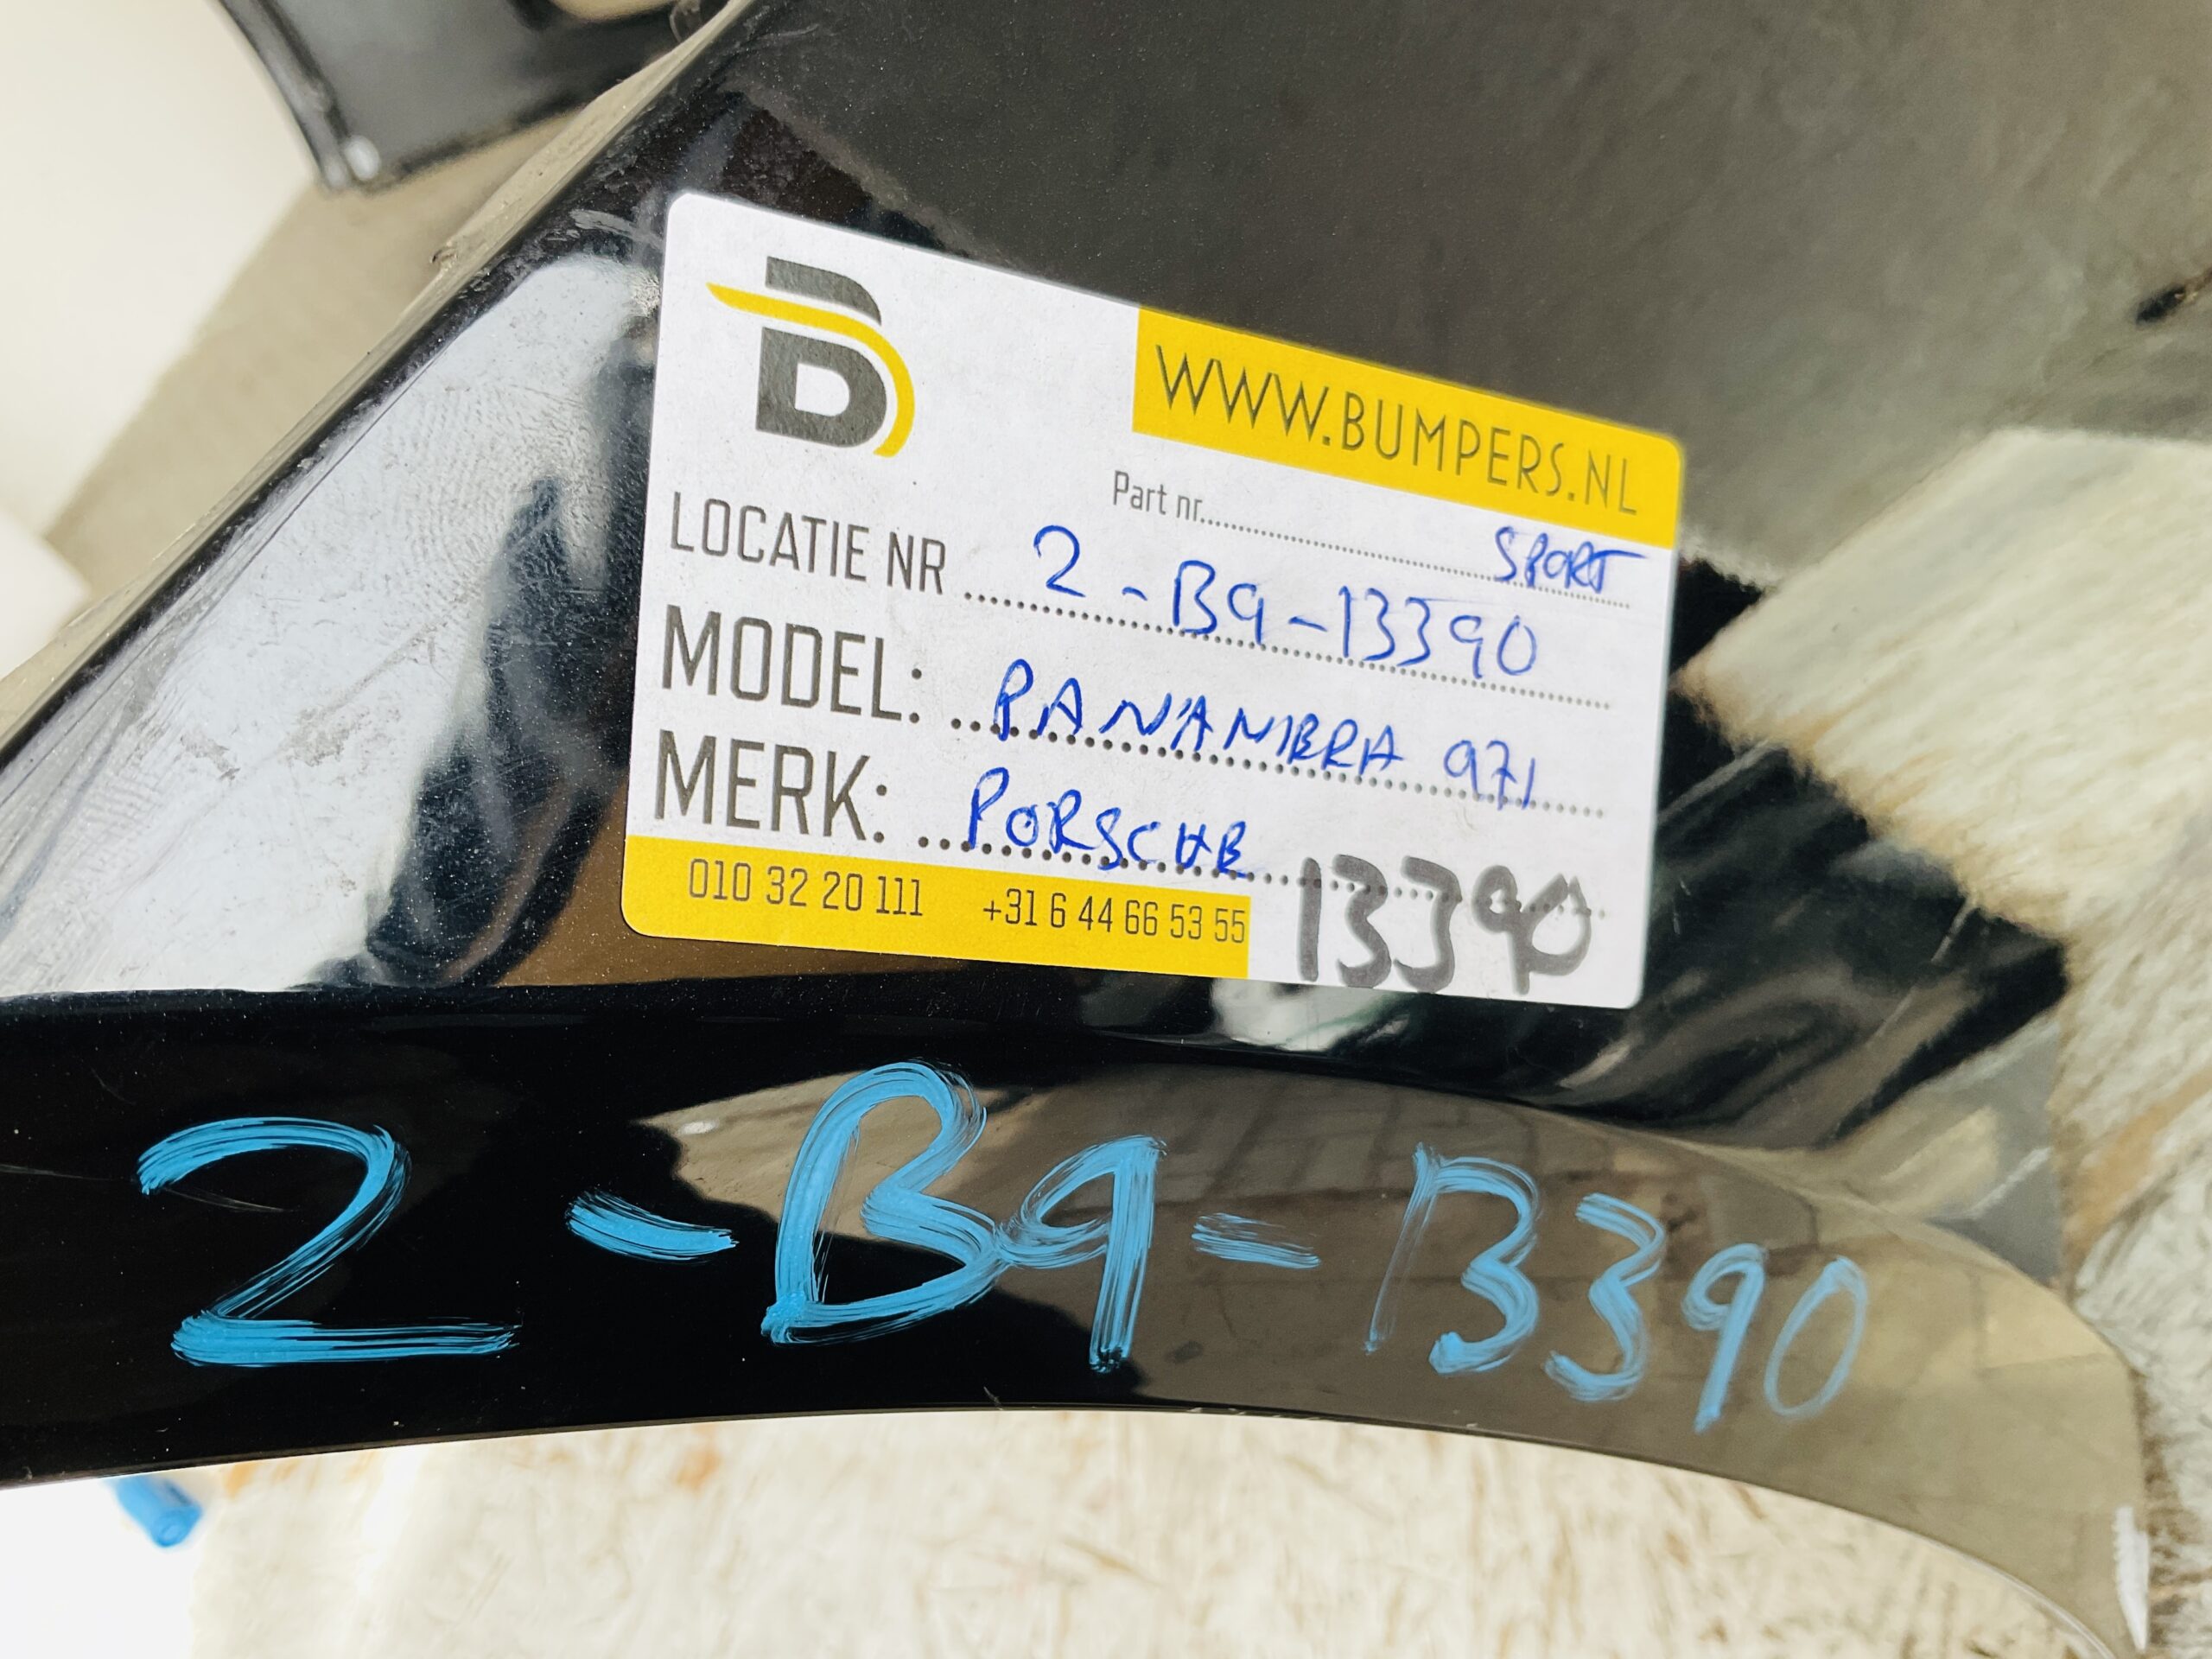 B
WWW.BUMPERS.NL
Part nr. SPORT
LOCATIE NR 2-B9-13390
MODEL: PANAMERA 971
MERK: PORSCHE
010 32 20 111 +31 6 44 66 53 55
13390
2-B9-13390